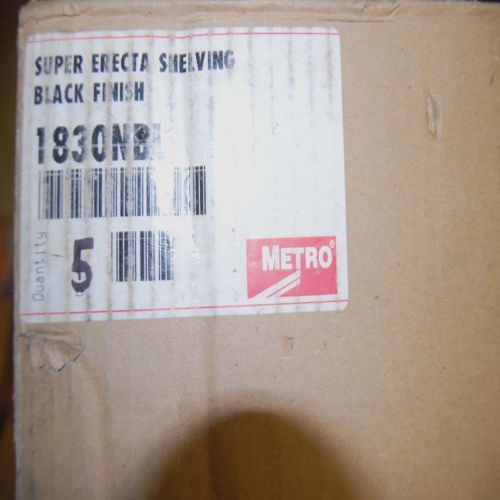 SUPER ERECTA SHELVING
BLACK FINISH
1830NBL
Quantity
5
METRO®